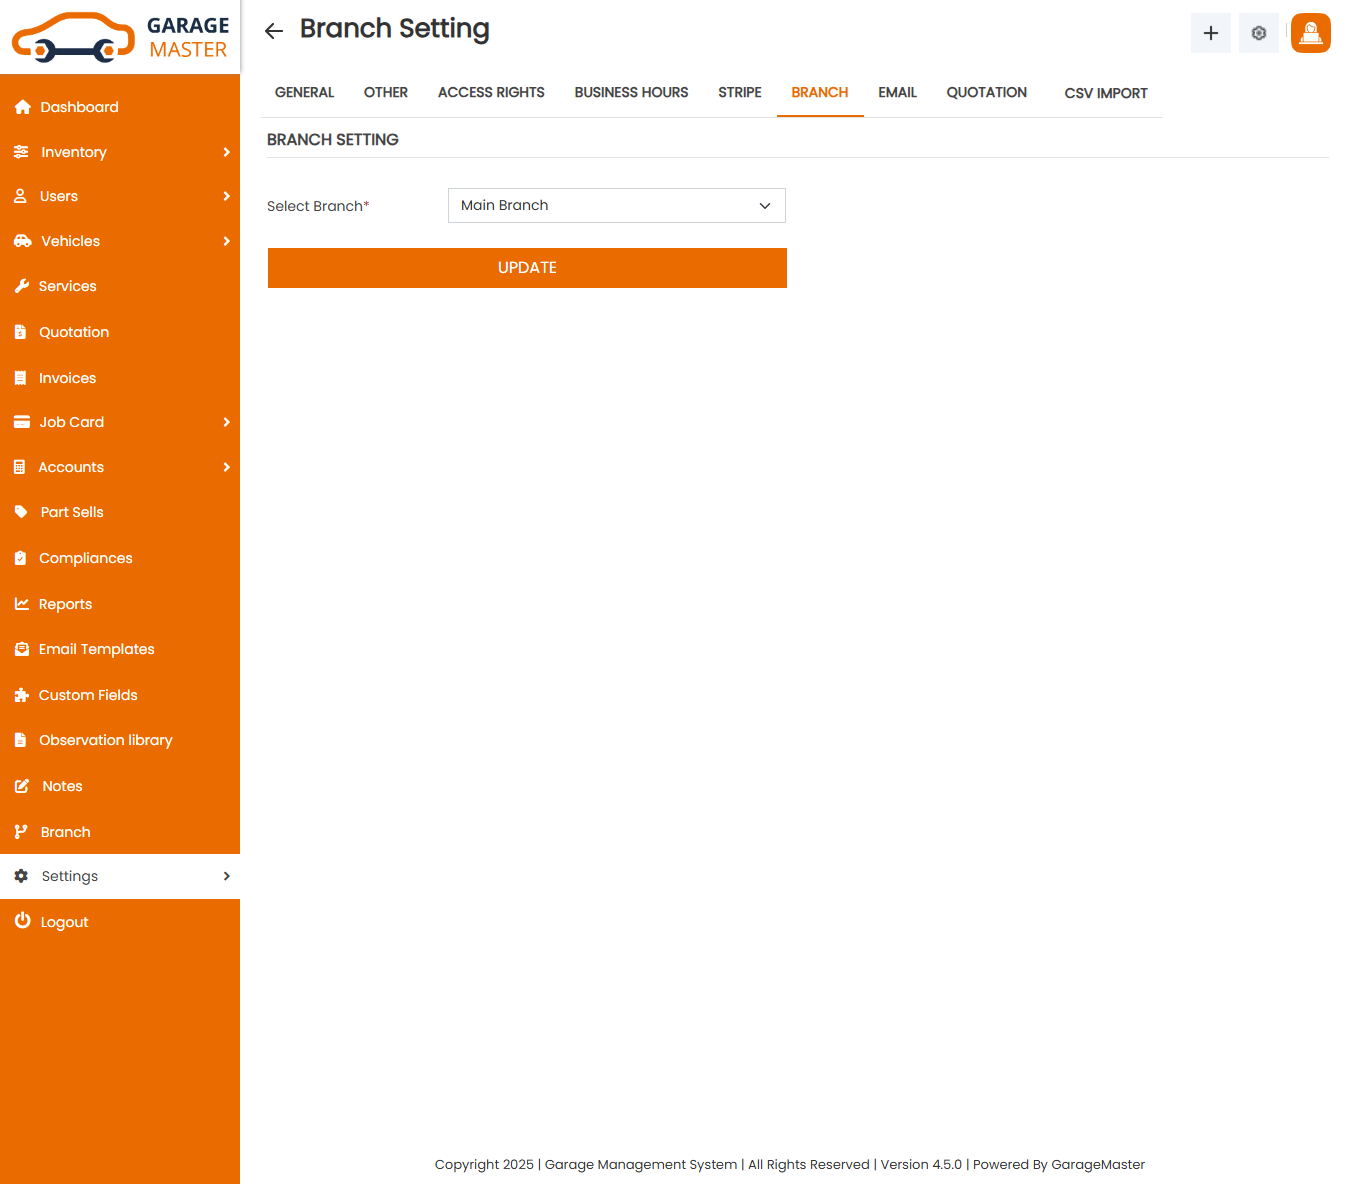 GARAGE
MASTER
Dashboard
Inventory
Users
Vehicles
Services
Quotation
Invoices
Job Card
Accounts
Part Sells
Compliances
Reports
Email Templates
Custom Fields
Observation library
Notes
Branch
Settings
Logout
Branch Setting
GENERAL OTHER ACCESS RIGHTS BUSINESS HOURS STRIPE BRANCH EMAIL QUOTATION CSV IMPORT
BRANCH SETTING
Select Branch* Main Branch
UPDATE
Copyright 2025 | Garage Management System | All Rights Reserved | Version 4.5.0 | Powered By GarageMaster